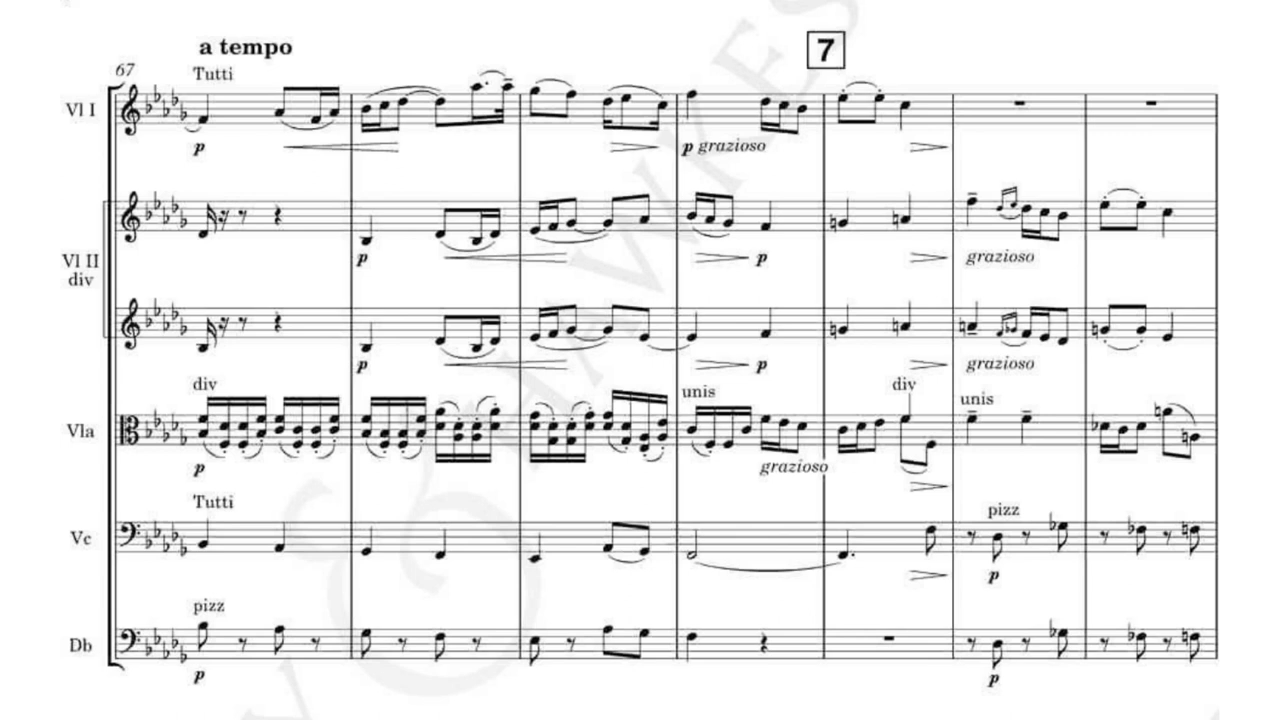 a tempo
7
67
Tutti
Vl I
p
p grazioso
Vl II
div
p
p
grazioso
p
p
grazioso
div
unis
div
unis
Vla
p
grazioso
Tutti
Vc
pizz
p
pizz
Db
p
p
HAWKES